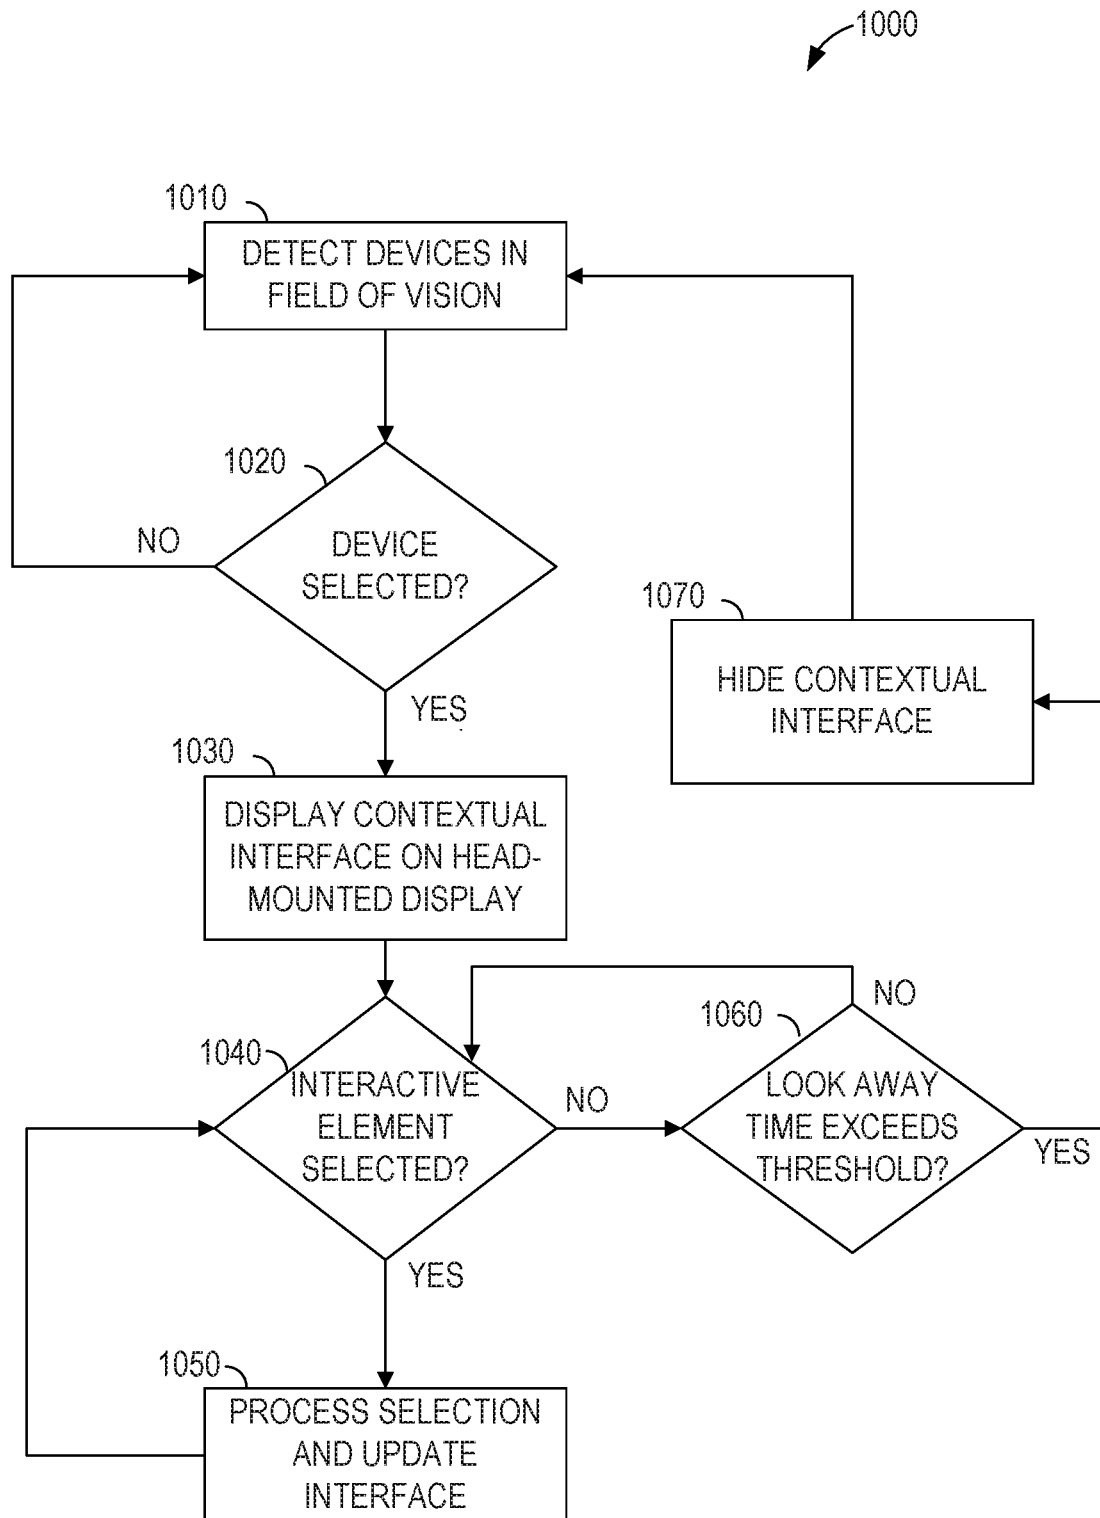 1000
1010
DETECT DEVICES IN
FIELD OF VISION
1020
NO
DEVICE
SELECTED?
YES
1070
HIDE CONTEXTUAL
INTERFACE
1030
DISPLAY CONTEXTUAL
INTERFACE ON HEAD-
MOUNTED DISPLAY
1040
INTERACTIVE
ELEMENT
SELECTED?
NO
YES
1060
NO
LOOK AWAY
TIME EXCEEDS
THRESHOLD?
YES
1050
PROCESS SELECTION
AND UPDATE
INTERFACE